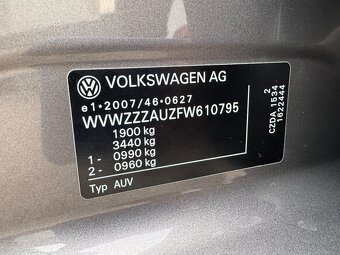 VOLKSWAGEN AG
e1*2007/46*0627
WVWZZZAUZFW610795
1900 kg
3440 kg
1- 0990 kg
2- 0960 kg
Typ AUV
2
CZDA 1534
1622444